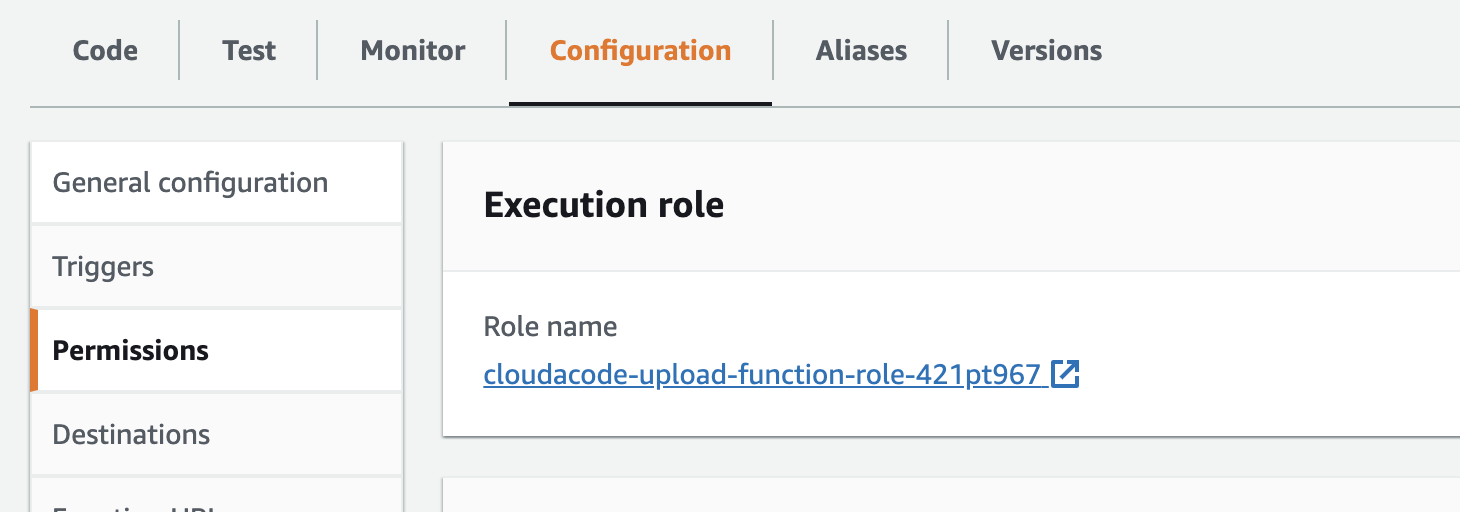 Code Test Monitor Configuration Aliases Versions
General configuration
Triggers
Permissions
Destinations
Execution role
Role name
cloudacode-upload-function-role-421pt967